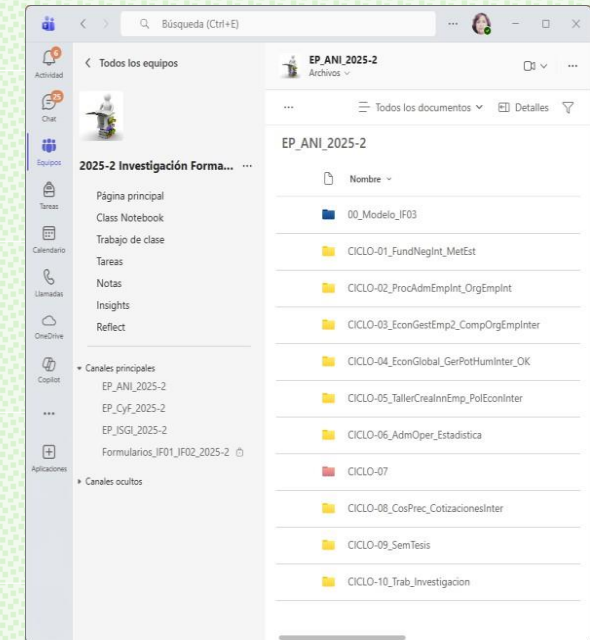 Búsqueda (Ctrl+E)
6
Actividad
25
Chat
Equipos
Tareas
Calendario
Llamadas
OneDrive
Copilot
Aplicaciones
Todos los equipos
2025-2 Investigación Forma...
Página principal
Class Notebook
Trabajo de clase
Tareas
Notas
Insights
Reflect
Canales principales
EP_ANI_2025-2
EP_CyF_2025-2
EP_ISGI_2025-2
Formularios_IF01_IF02_2025-2
Canales ocultos
EP_ANI_2025-2
Archivos
Todos los documentos
Detalles
EP_ANI_2025-2
Nombre
00_Modelo_IF03
CICLO-01_FundNegInt_MetEst
CICLO-02_ProcAdmEmpInt_OrgEmpInt
CICLO-03_EconGestEmp2_CompOrgEmpInter
CICLO-04_EconGlobal_GerPotHumInter_OK
CICLO-05_TallerCreaInnEmp_PolEconInter
CICLO-06_AdmOper_Estadistica
CICLO-07
CICLO-08_CosPrec_CotizacionesInter
CICLO-09_SemTesis
CICLO-10_Trab_Investigacion